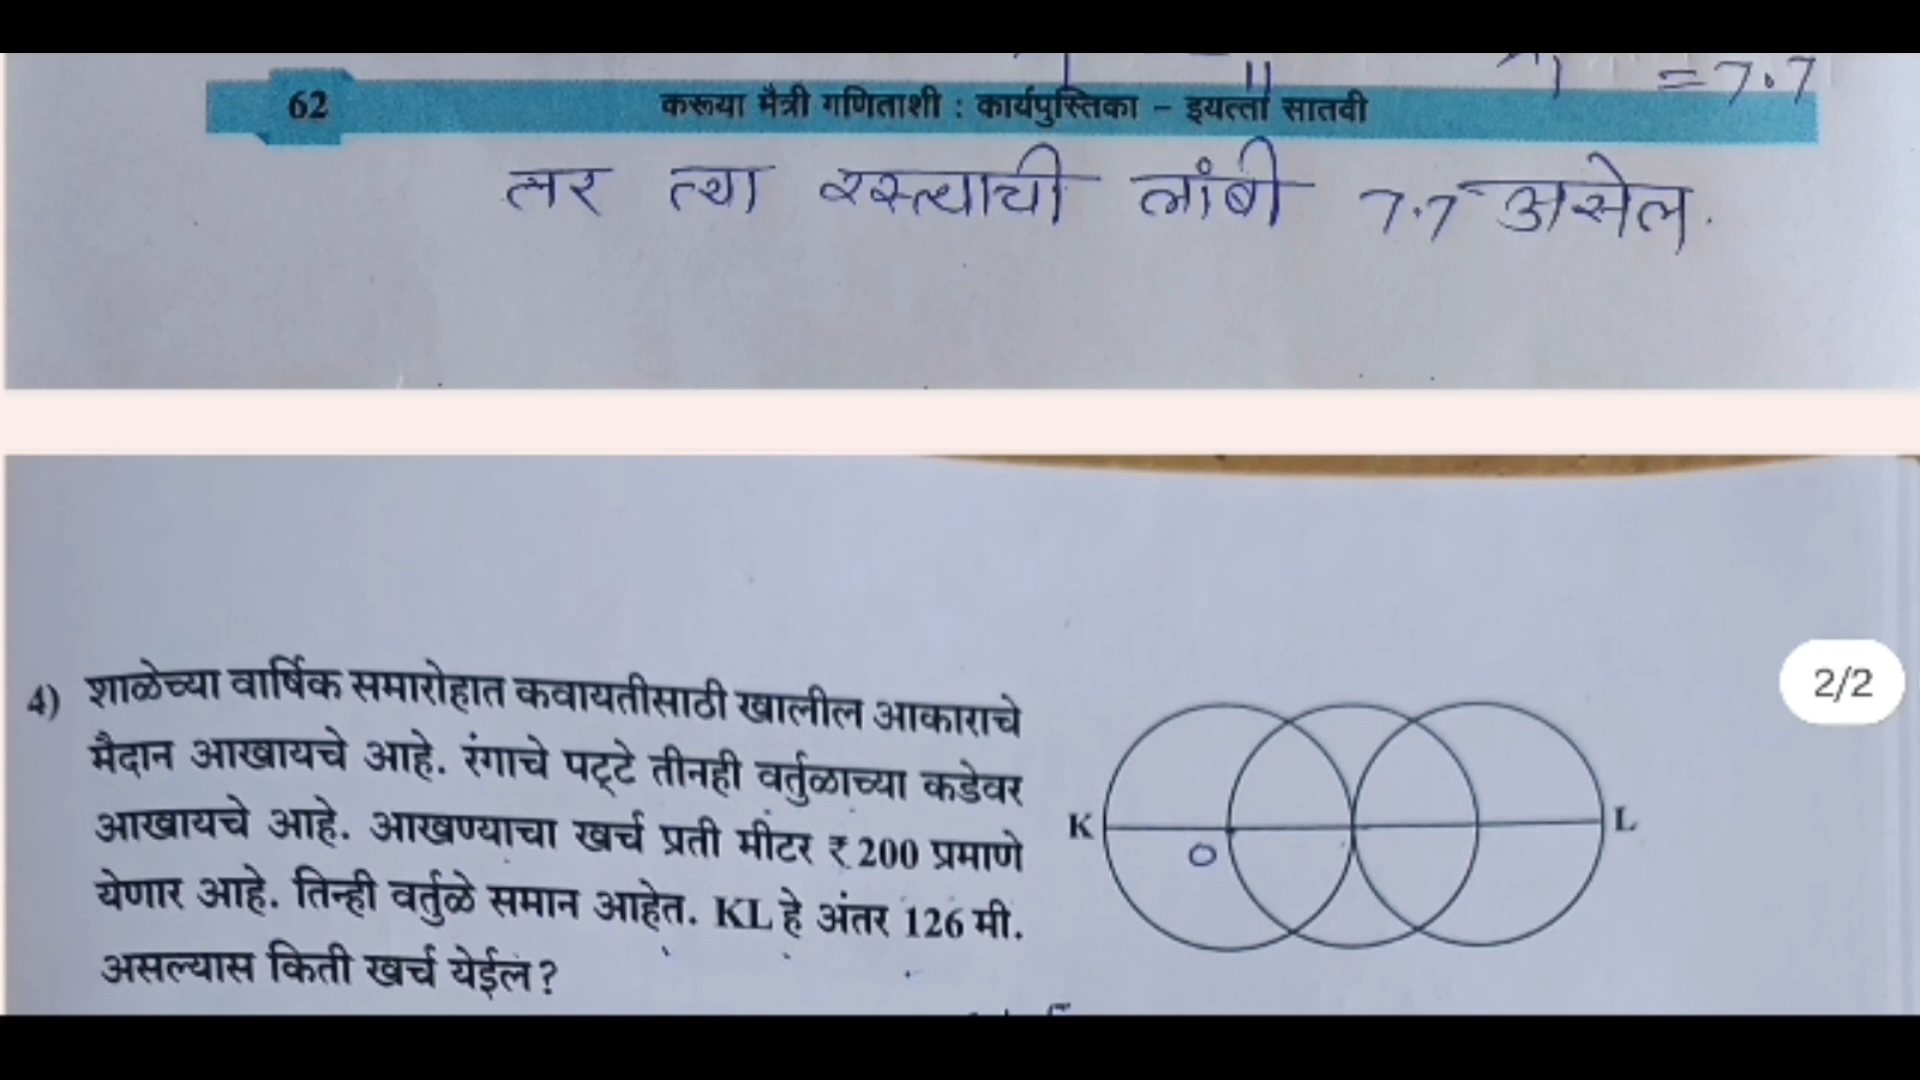 = 7.7
62
करूया मैत्री गणिताशी : कार्यपुस्तिका – इयत्ता सातवी
तर त्या रस्त्याची लांबी 7.7 असेल.
2/2
4) शाळेच्या वार्षिक समारोहात कवायतीसाठी खालील आकाराचे
मैदान आखायचे आहे. रंगाचे पट्टे तीनही वर्तुळाच्या कडेवर
आखायचे आहे. आखण्याचा खर्च प्रती मीटर ₹ 200 प्रमाणे
येणार आहे. तिन्ही वर्तुळे समान आहेत. KL हे अंतर 126 मी.
असल्यास किती खर्च येईल?
K
O
L